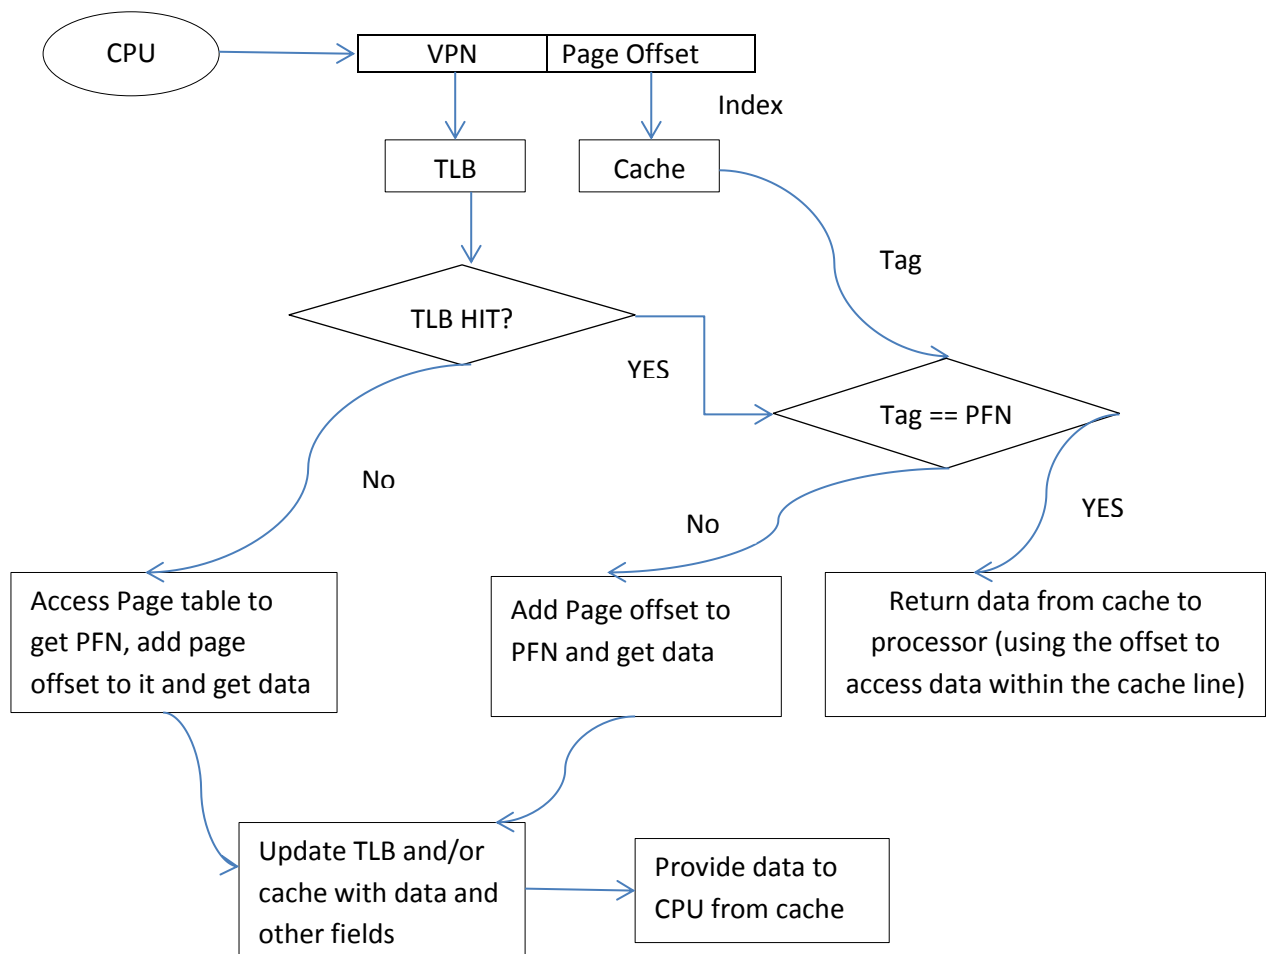 CPU
VPN
Page Offset
Index
TLB
Cache
Tag
TLB HIT?
YES
Tag == PFN
No
No
YES
Access Page table to
get PFN, add page
offset to it and get data
Add Page offset to
PFN and get data
Return data from cache to
processor (using the offset to
access data within the cache line)
Update TLB and/or
cache with data and
other fields
Provide data to
CPU from cache